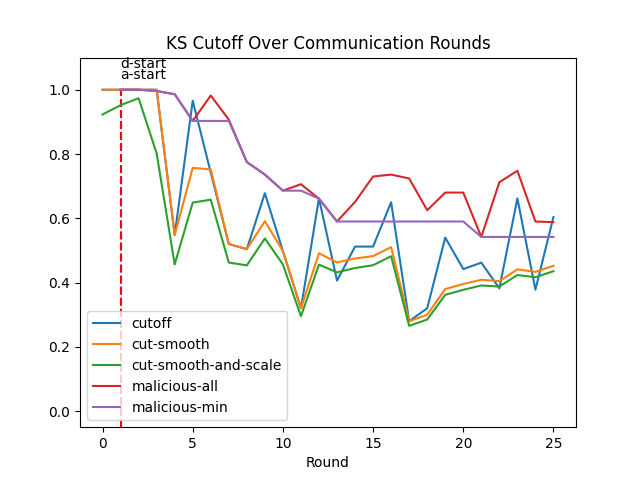 KS Cutoff Over Communication Rounds
d-start
a-start
1.0
0.8
0.6
0.4
0.2
0.0
cutoff
cut-smooth
cut-smooth-and-scale
malicious-all
malicious-min
0 5 10 15 20 25
Round